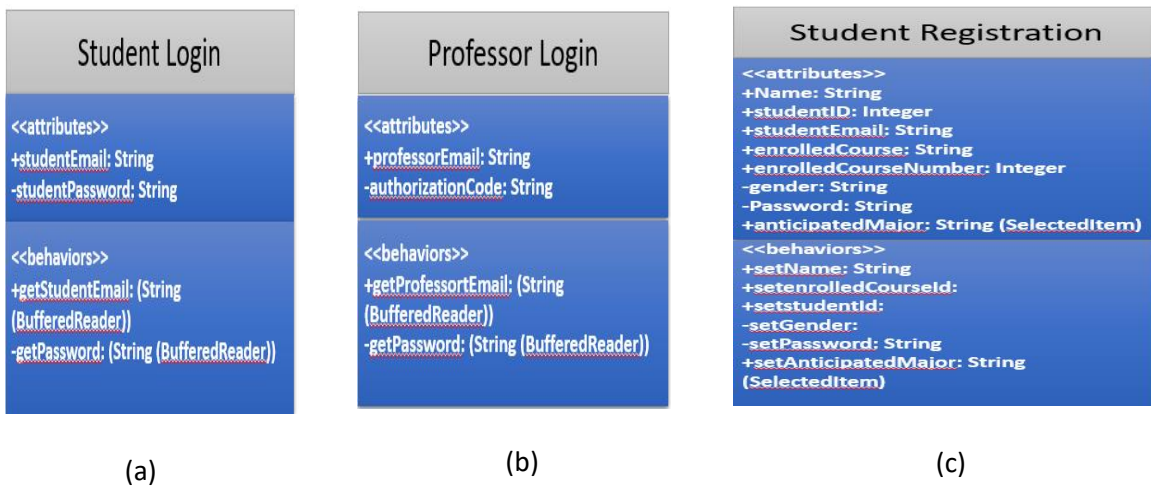 Student Login
<<attributes>>
+studentEmail: String
-studentPassword: String
<<behaviors>>
+getStudentEmail: (String
(BufferedReader))
-getPassword: (String (BufferedReader))
(a)
Professor Login
<<attributes>>
+professorEmail: String
-authorizationCode: String
<<behaviors>>
+getProfessortEmail: (String
(BufferedReader))
-getPassword: (String (BufferedReader))
(b)
Student Registration
<<attributes>>
+Name: String
+studentID: Integer
+studentEmail: String
+enrolledCourse: String
+enrolledCourseNumber: Integer
-gender: String
-Password: String
+anticipatedMajor: String (SelectedItem)
<<behaviors>>
+setName: String
+setenrolledCourseId:
+setstudentId:
-setGender:
-setPassword: String
+setAnticipatedMajor: String
(SelectedItem)
(c)